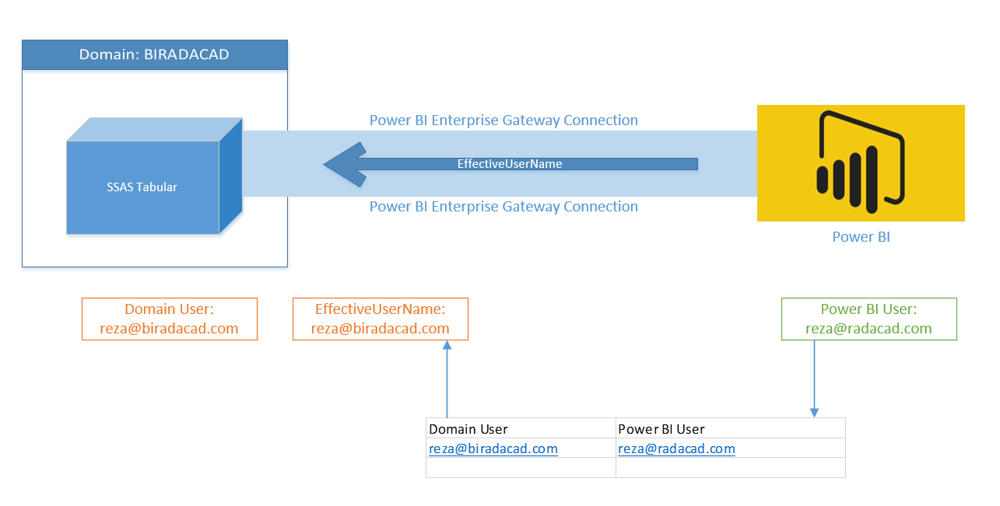 Domain: BIRADACAD
Power BI Enterprise Gateway Connection
EffectiveUserName
SSAS Tabular
Power BI Enterprise Gateway Connection
Power BI
Domain User:
reza@biradacad.com
EffectiveUserName:
reza@biradacad.com
Power BI User:
reza@radacad.com
Domain User Power BI User
reza@biradacad.com reza@radacad.com